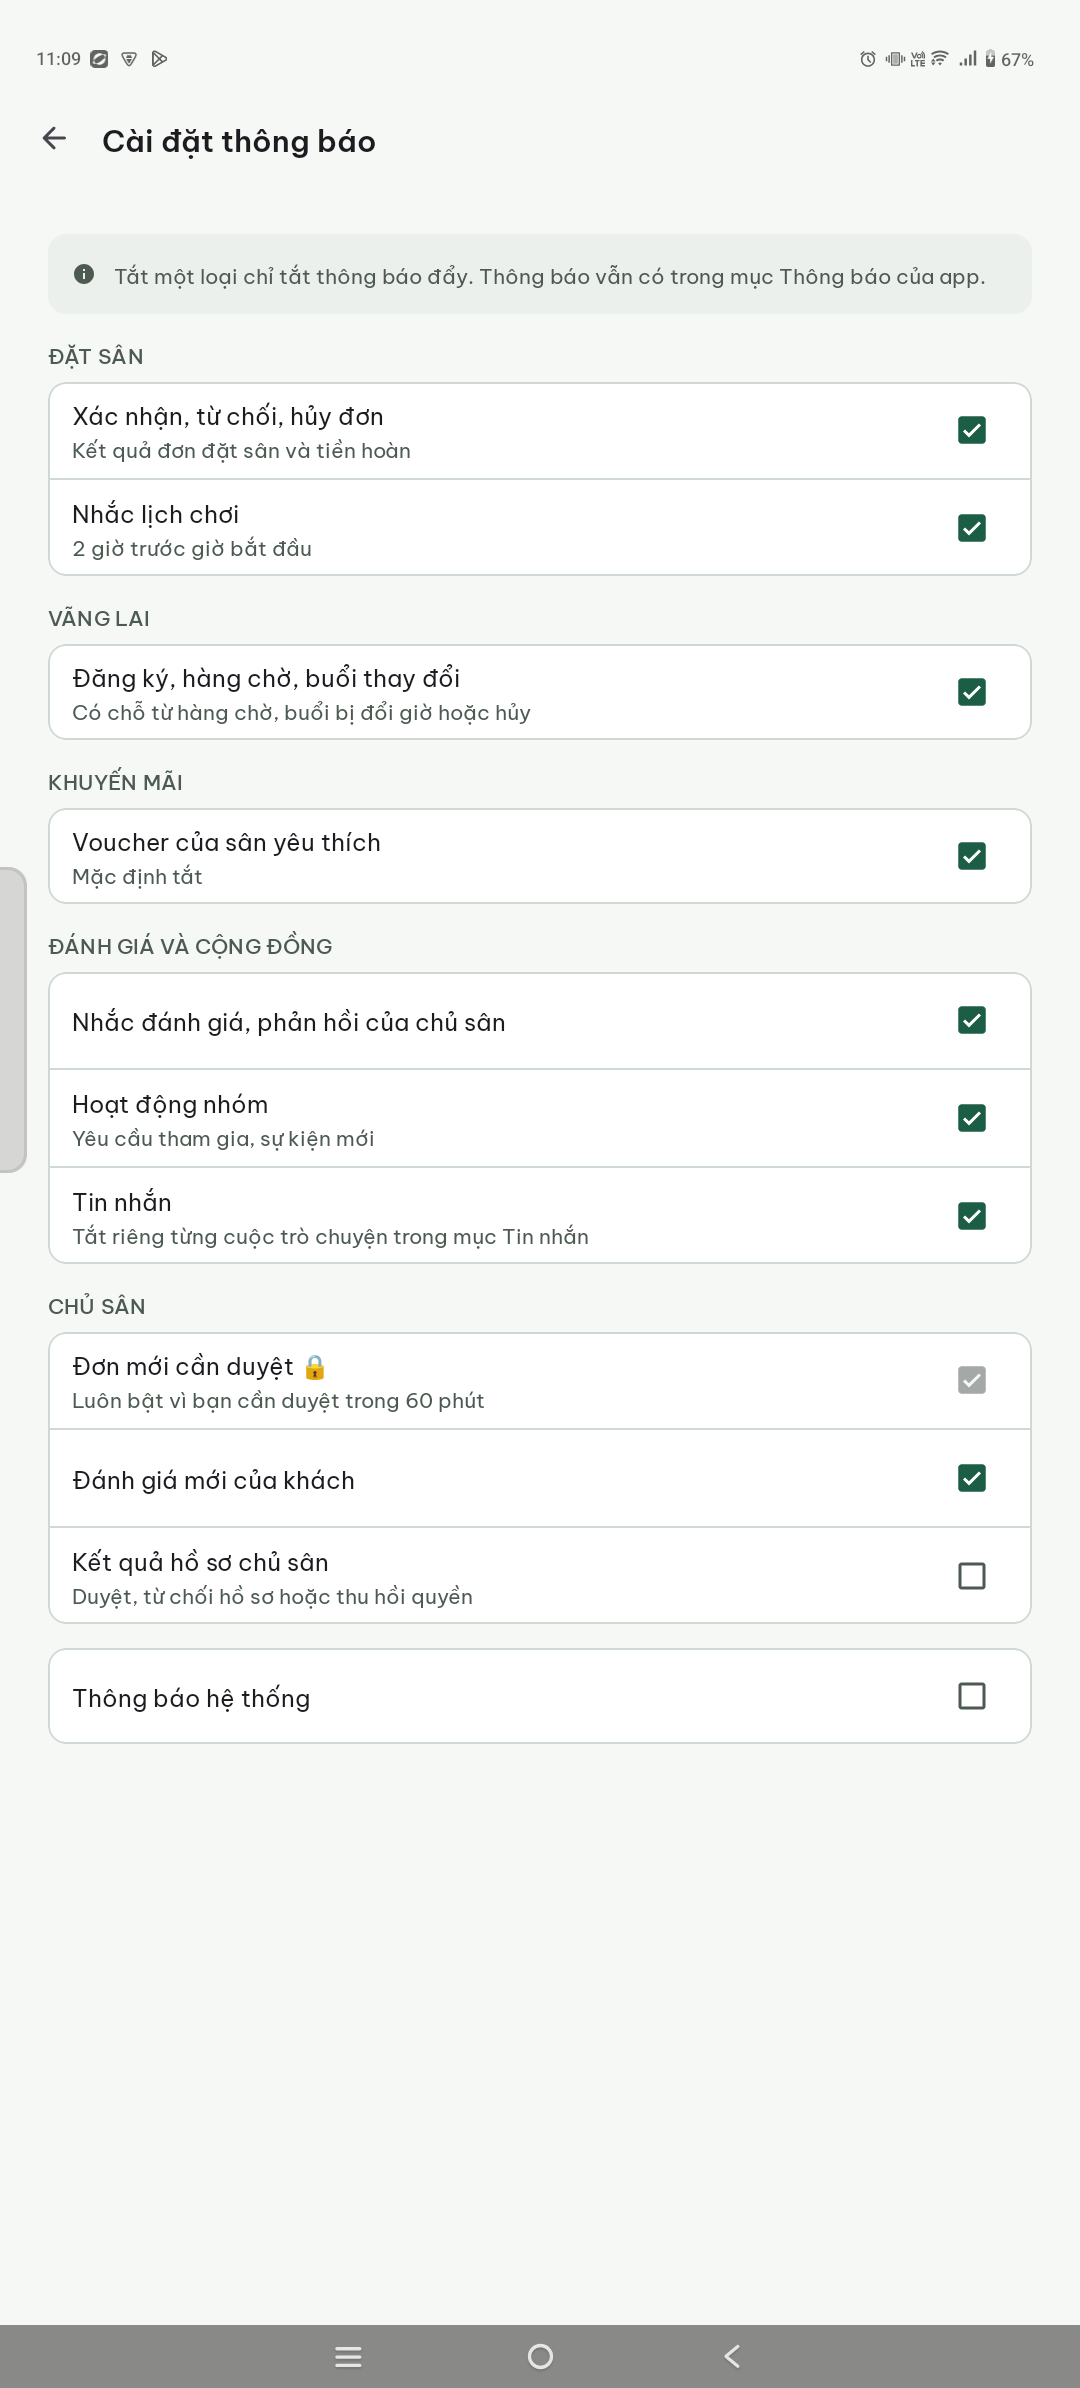 11:09
VoLTE
67%
Cài đặt thông báo
Tắt một loại chỉ tắt thông báo đẩy. Thông báo vẫn có trong mục Thông báo của app.
ĐẶT SÂN
Xác nhận, từ chối, hủy đơn
Kết quả đơn đặt sân và tiền hoàn
Nhắc lịch chơi
2 giờ trước giờ bắt đầu
VÃNG LAI
Đăng ký, hàng chờ, buổi thay đổi
Có chỗ từ hàng chờ, buổi bị đổi giờ hoặc hủy
KHUYẾN MÃI
Voucher của sân yêu thích
Mặc định tắt
ĐÁNH GIÁ VÀ CỘNG ĐỒNG
Nhắc đánh giá, phản hồi của chủ sân
Hoạt động nhóm
Yêu cầu tham gia, sự kiện mới
Tin nhắn
Tắt riêng từng cuộc trò chuyện trong mục Tin nhắn
CHỦ SÂN
Đơn mới cần duyệt 🔒
Luôn bật vì bạn cần duyệt trong 60 phút
Đánh giá mới của khách
Kết quả hồ sơ chủ sân
Duyệt, từ chối hồ sơ hoặc thu hồi quyền
Thông báo hệ thống